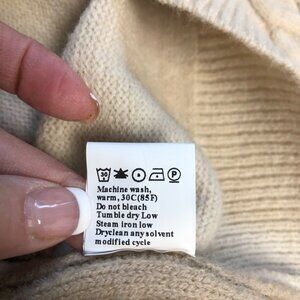 30
P
Machine wash,
warm, 30C(85F)
Do not bleach
Tumble dry Low
Steam iron low
Dryclean any solvent
modified cycle